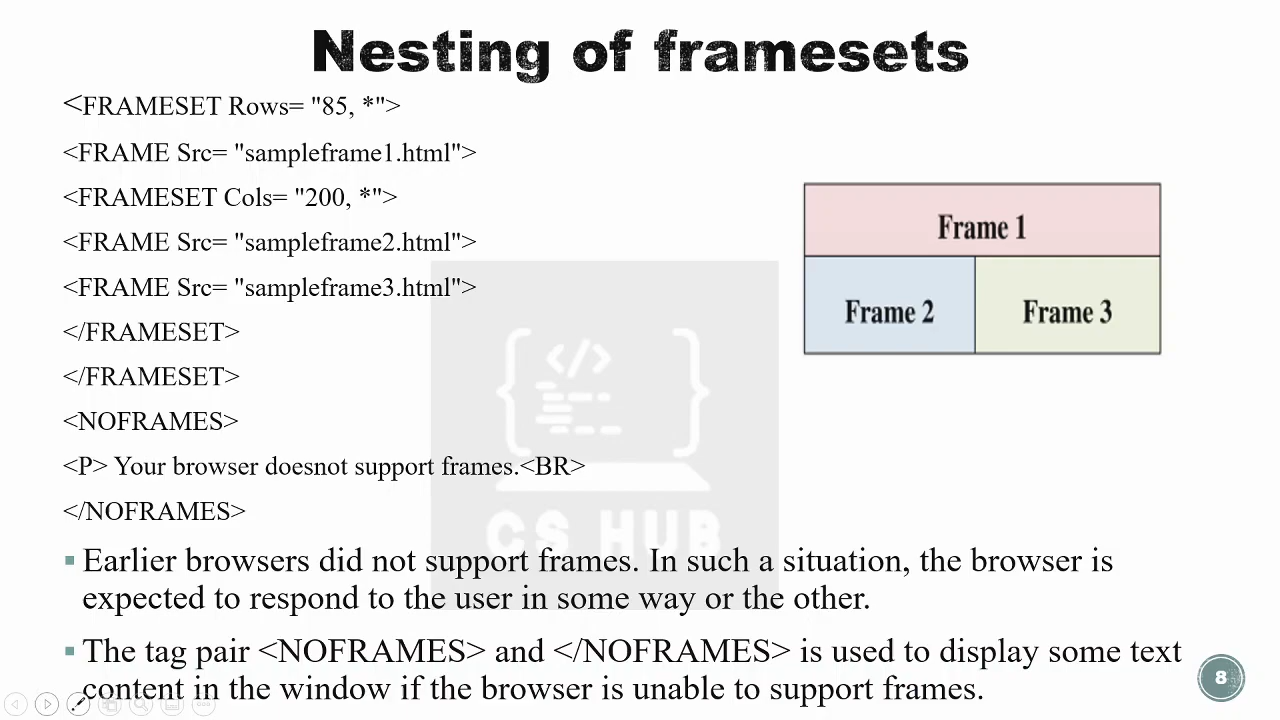 Nesting of framesets
<FRAMESET Rows= "85, *">
<FRAME Src= "sampleframe1.html">
<FRAMESET Cols= "200, *">
<FRAME Src= "sampleframe2.html">
<FRAME Src= "sampleframe3.html">
</FRAMESET>
</FRAMESET>
<NOFRAMES>
<P> Your browser doesnot support frames.<BR>
</NOFRAMES>
Frame 1
Frame 2
Frame 3
{ </> }
CS HUB
▪ Earlier browsers did not support frames. In such a situation, the browser is
expected to respond to the user in some way or the other.
▪ The tag pair <NOFRAMES> and </NOFRAMES> is used to display some text
content in the window if the browser is unable to support frames.
8